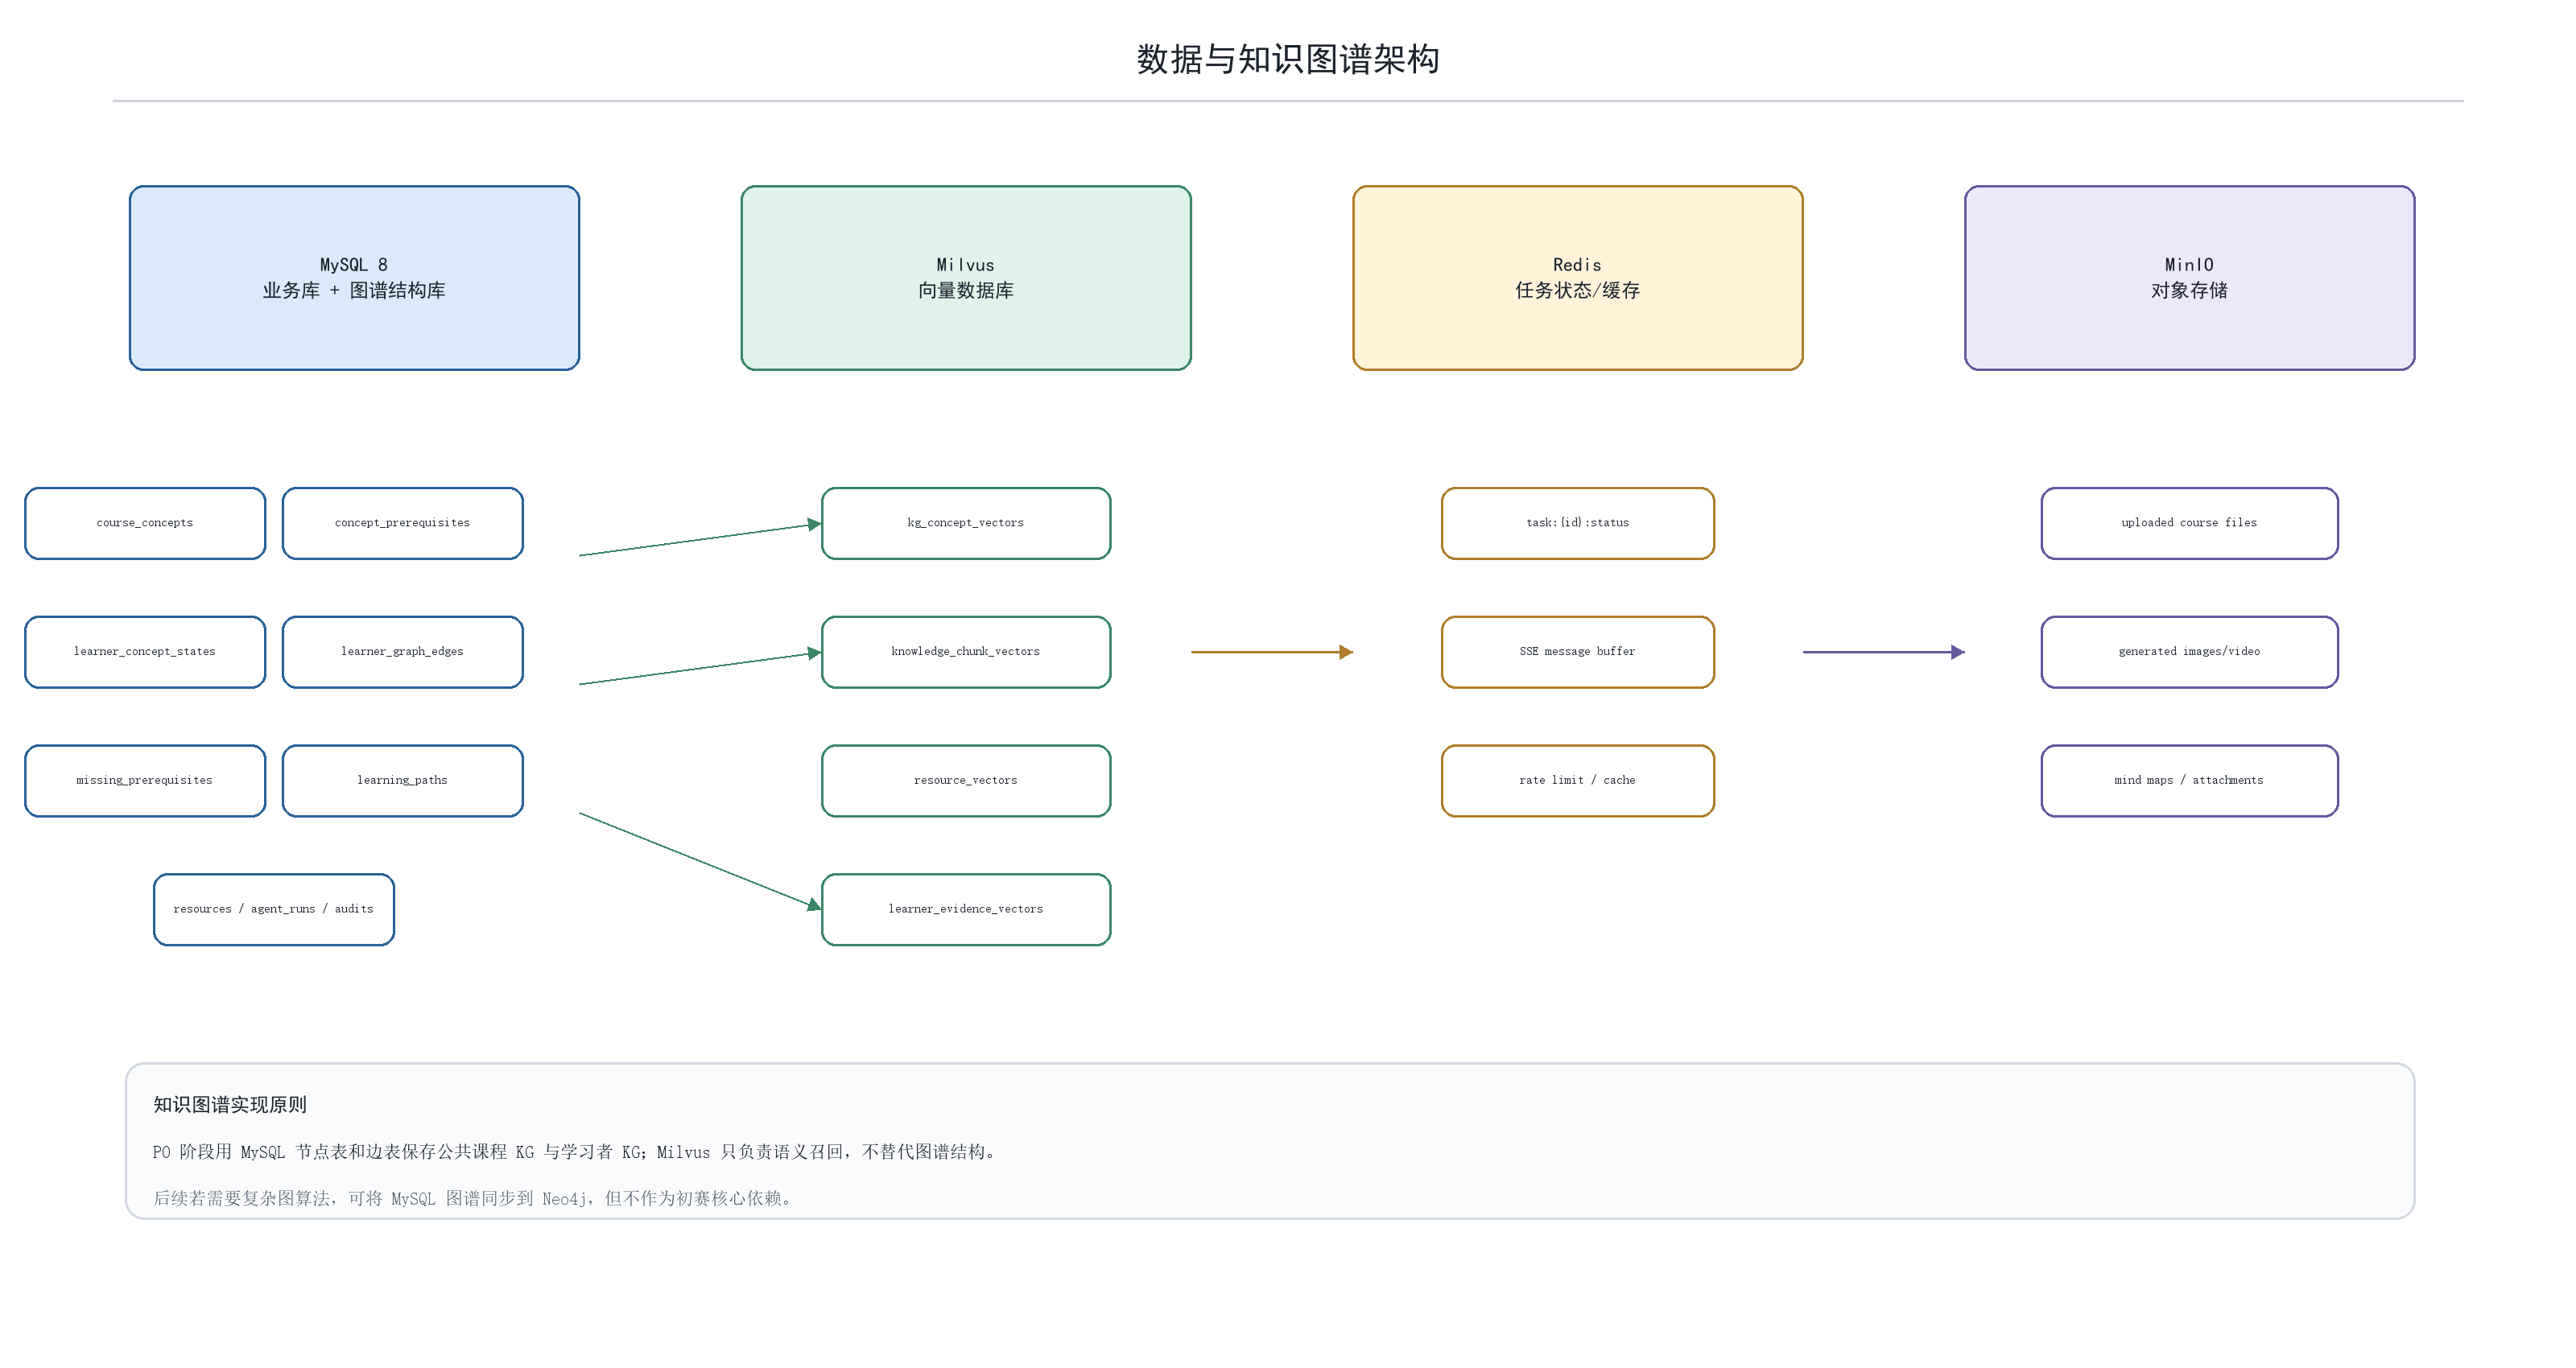 数据与知识图谱架构
MySQL 8
业务库 + 图谱结构库
Milvus
向量数据库
Redis
任务状态/缓存
MinIO
对象存储
course_concepts
concept_prerequisites
kg_concept_vectors
task:{id}:status
uploaded course files
learner_concept_states
learner_graph_edges
knowledge_chunk_vectors
SSE message buffer
generated images/video
missing_prerequisites
learning_paths
resource_vectors
rate limit / cache
mind maps / attachments
resources / agent_runs / audits
learner_evidence_vectors
知识图谱实现原则
P0 阶段用 MySQL 节点表和边表保存公共课程 KG 与学习者 KG；Milvus 只负责语义召回，不替代图谱结构。
后续若需要复杂图算法，可将 MySQL 图谱同步到 Neo4j，但不作为初赛核心依赖。